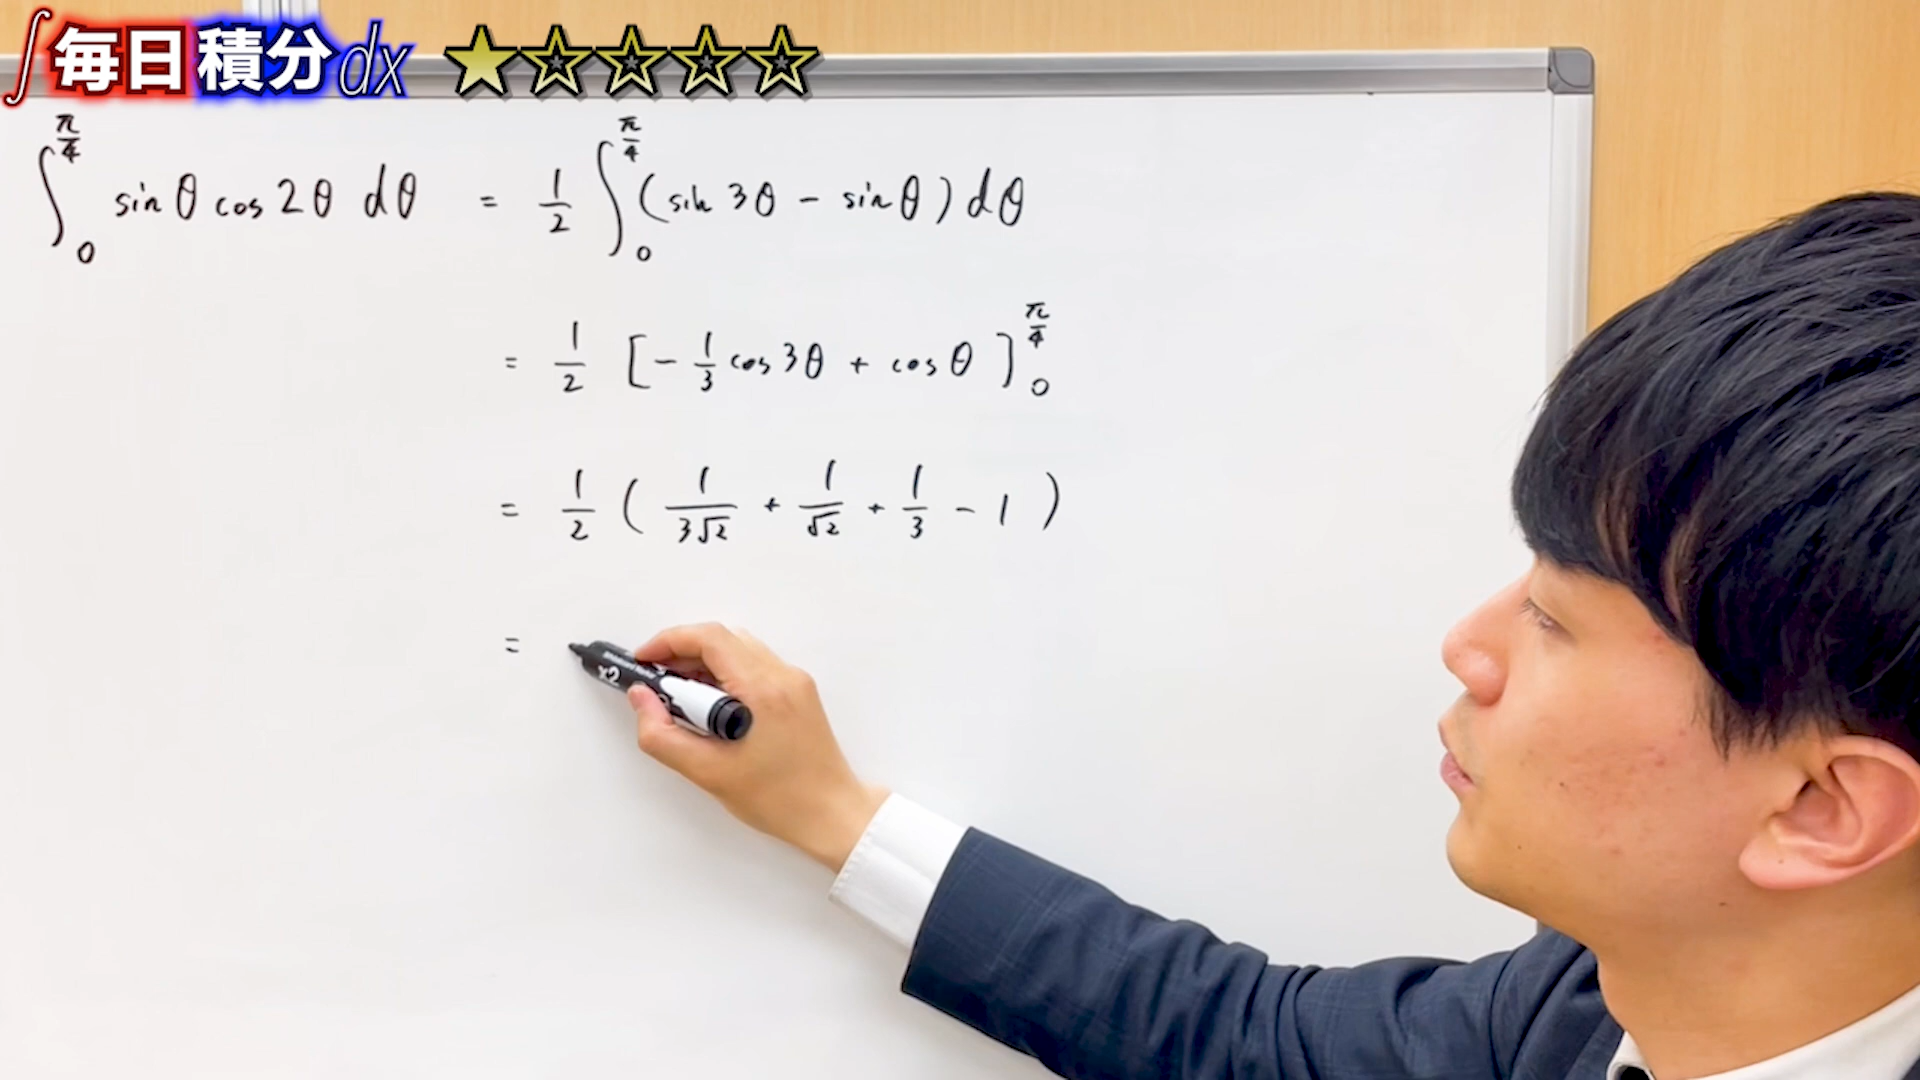 ∫毎日積分dx ★☆☆☆☆
∫₀^{π/4} sinθ cos2θ dθ = 1/2 ∫₀^{π/4} (sin3θ - sinθ)dθ
= 1/2 [-1/3 cos3θ + cosθ]₀^{π/4}
= 1/2 (1/(3√2) + 1/√2 + 1/3 - 1)
=
x2